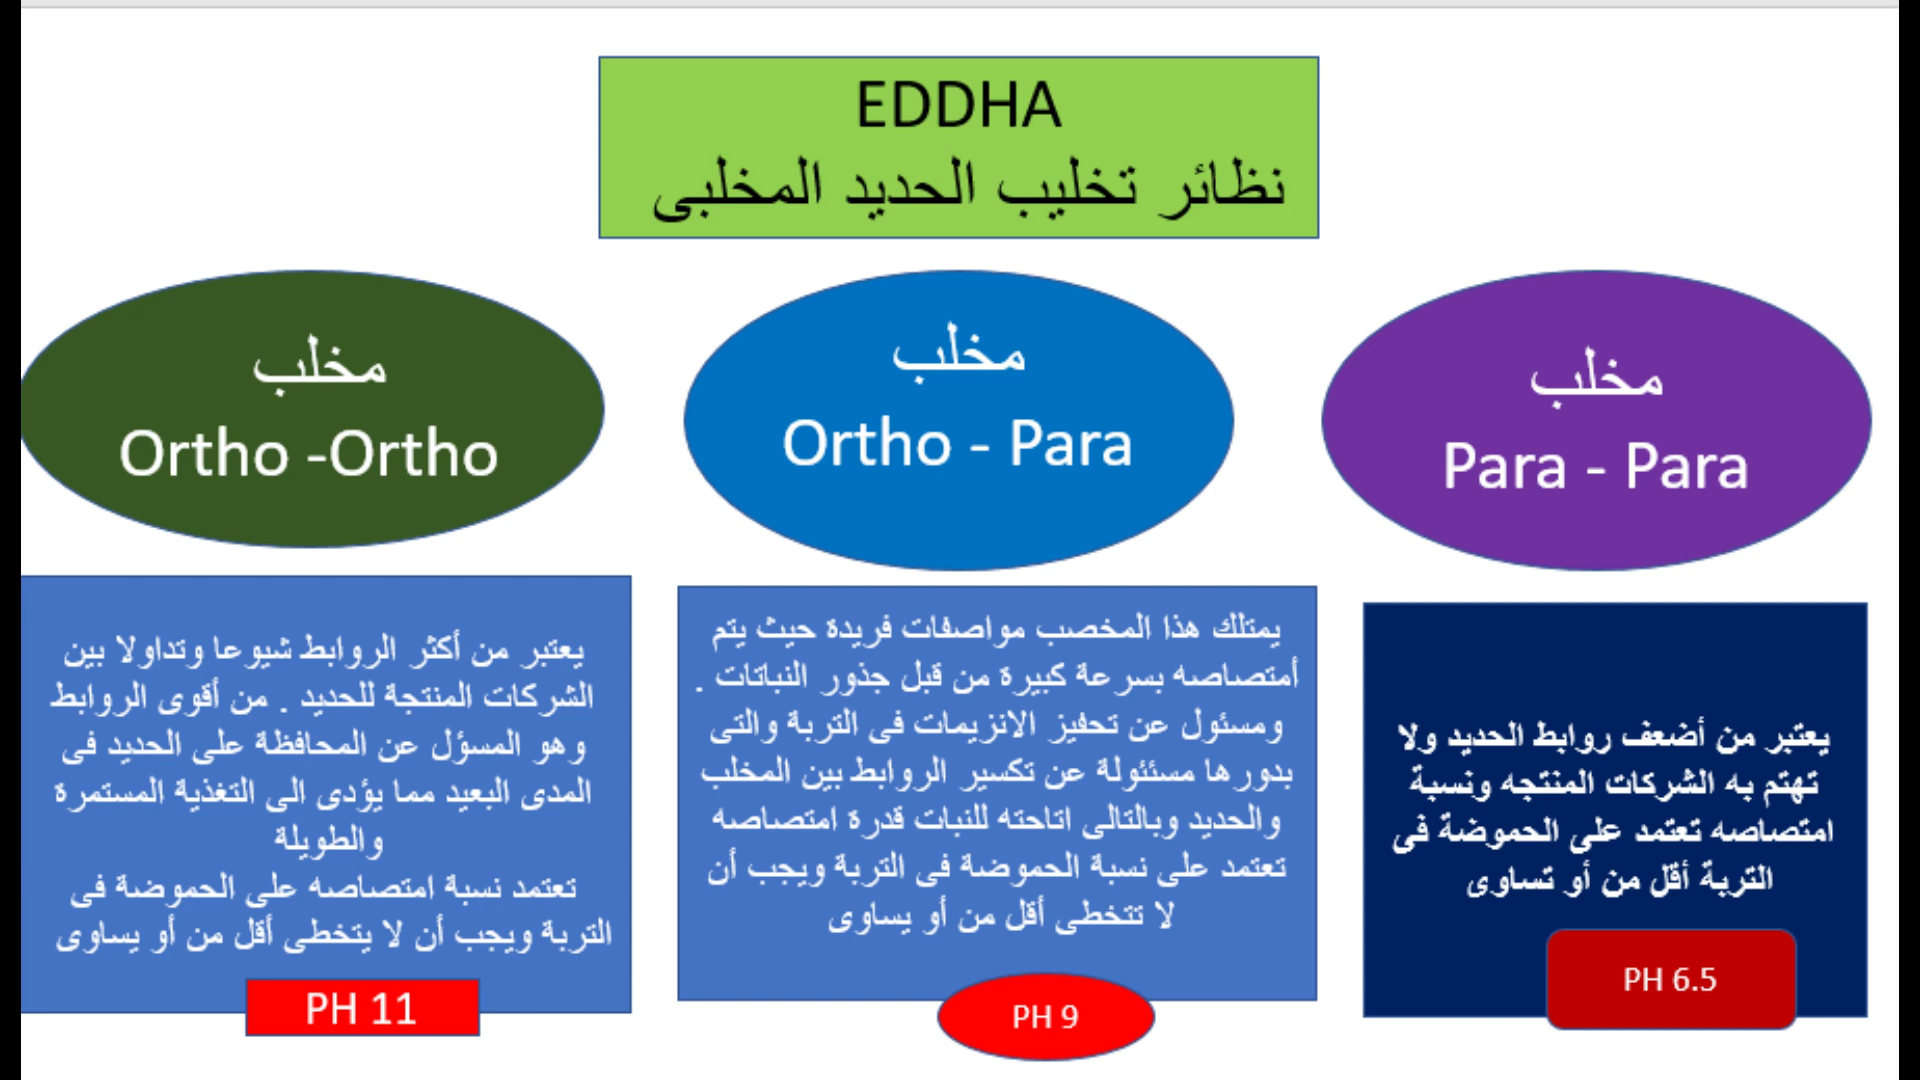 EDDHA
نظائر تخليب الحديد المخلبى
مخلب
Ortho -Ortho
يعتبر من أكثر الروابط شيوعا وتداولا بين
الشركات المنتجة للحديد . من أقوى الروابط
وهو المسؤل عن المحافظة على الحديد فى
المدى البعيد مما يؤدى الى التغذية المستمرة
والطويلة
تعتمد نسبة امتصاصه على الحموضة فى
التربة ويجب أن لا يتخطى أقل من أو يساوى
PH 11
مخلب
Ortho - Para
يمتلك هذا المخصب مواصفات فريدة حيث يتم
أمتصاصه بسرعة كبيرة من قبل جذور النباتات .
ومسئول عن تحفيز الانزيمات فى التربة والتى
بدورها مسئئولة عن تكسير الروابط بين المخلب
والحديد وبالتالى اتاحته للنبات قدرة امتصاصه
تعتمد على نسبة الحموضة فى التربة ويجب أن
لا تتخطى أقل من أو يساوى
PH 9
مخلب
Para - Para
يعتبر من أضعف روابط الحديد ولا
تهتم به الشركات المنتجه ونسبة
امتصاصه تعتمد على الحموضة فى
التربة أقل من أو تساوى
PH 6.5